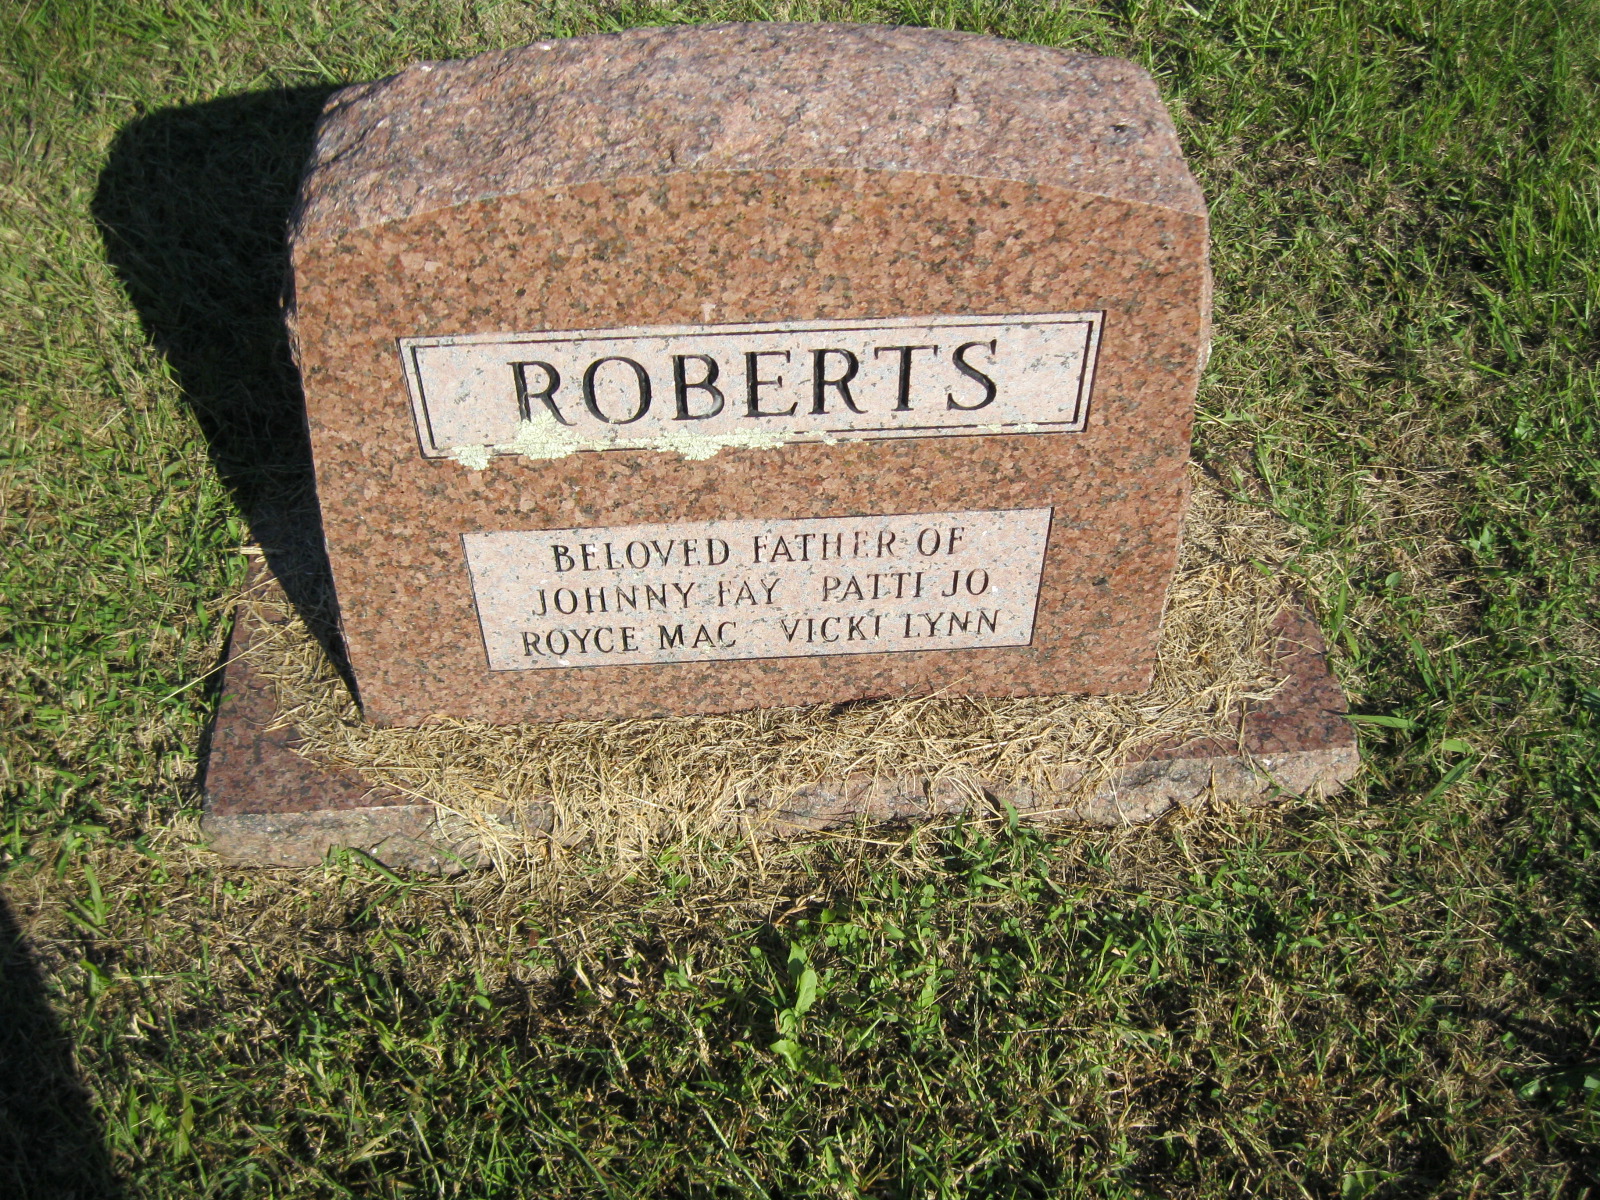 ROBERTS
BELOVED FATHER OF
JOHNNY FAY PATTI JO
ROYCE MAC VICKI LYNN